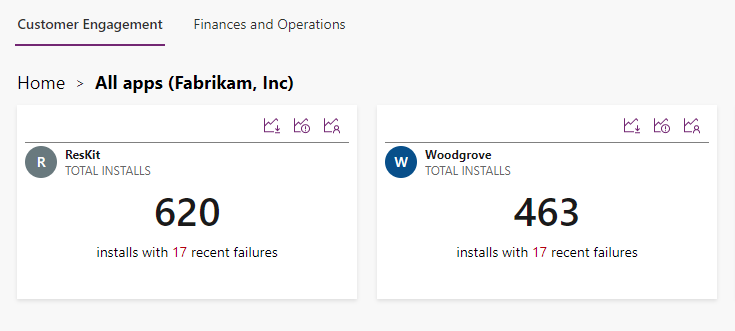 Customer Engagement Finances and Operations
Home > All apps (Fabrikam, Inc)
R ResKit
TOTAL INSTALLS
620
installs with 17 recent failures
W Woodgrove
TOTAL INSTALLS
463
installs with 17 recent failures